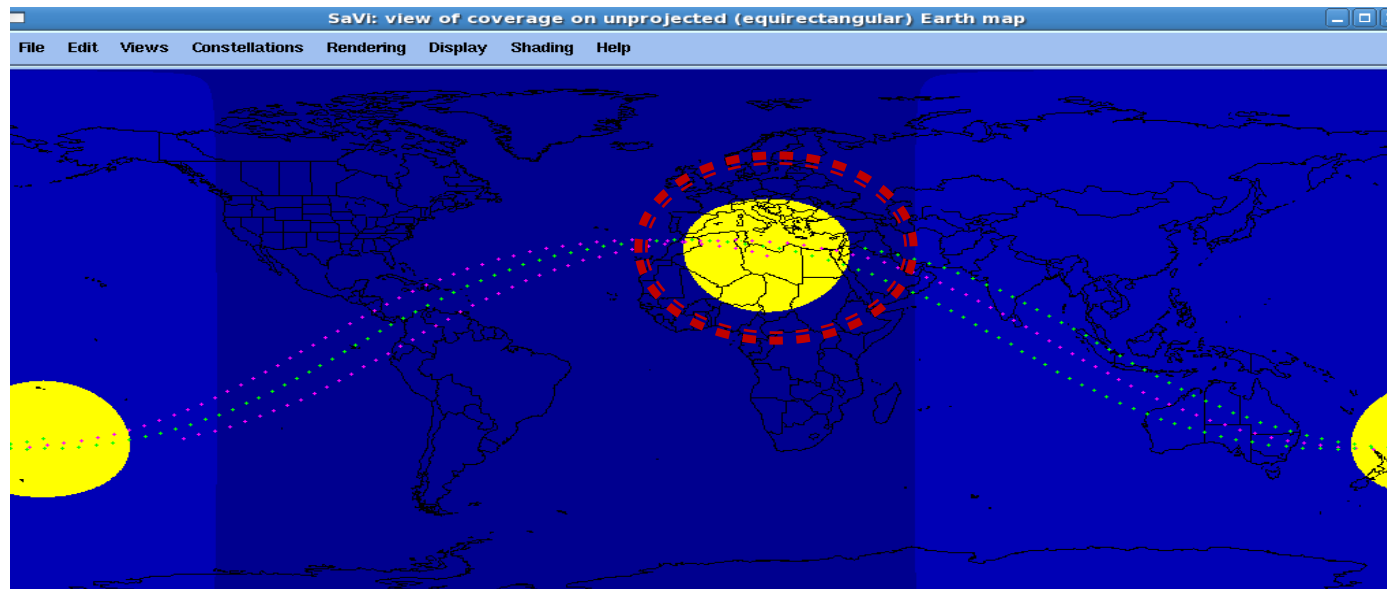 SaVi: view of coverage on unprojected (equirectangular) Earth map
File Edit Views Constellations Rendering Display Shading Help